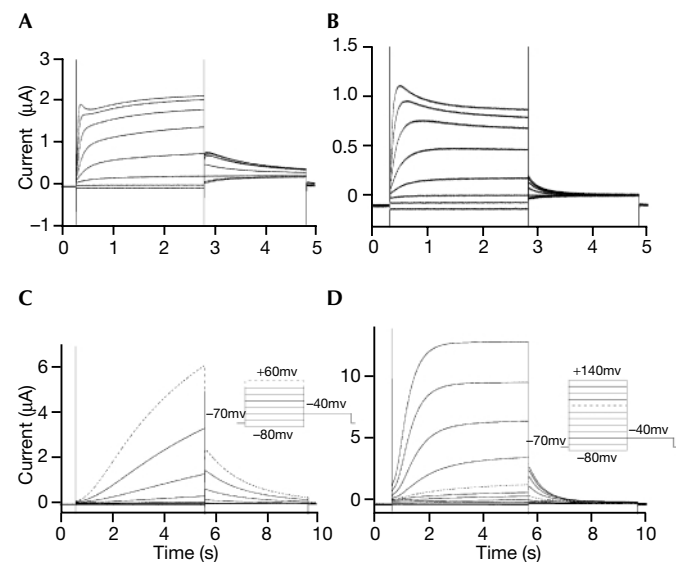 A
B
3
2
1
0
−1
Current (µA)
0 1 2 3 4 5
1.5
1.0
0.5
0
0 1 2 3 4 5
C
D
6
4
2
0
Current (µA)
+60mv
−70mv
−40mv
−80mv
0 2 4 6 8 10
Time (s)
10
5
0
+140mv
−40mv
−70mv
−80mv
0 2 4 6 8 10
Time (s)